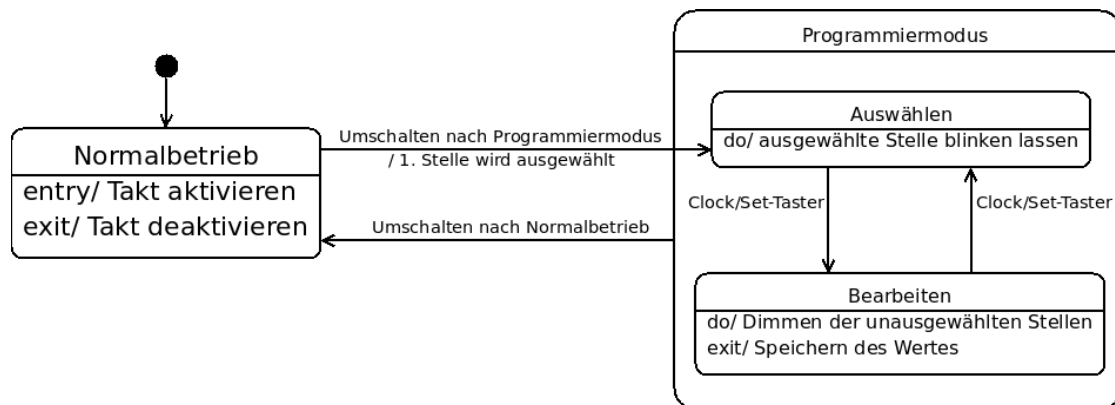 Programmiermodus
Normalbetrieb
entry/ Takt aktivieren
exit/ Takt deaktivieren
Umschalten nach Programmiermodus
/ 1. Stelle wird ausgewählt
Umschalten nach Normalbetrieb
Auswählen
do/ ausgewählte Stelle blinken lassen
Clock/Set-Taster
Clock/Set-Taster
Bearbeiten
do/ Dimmen der unausgewählten Stellen
exit/ Speichern des Wertes